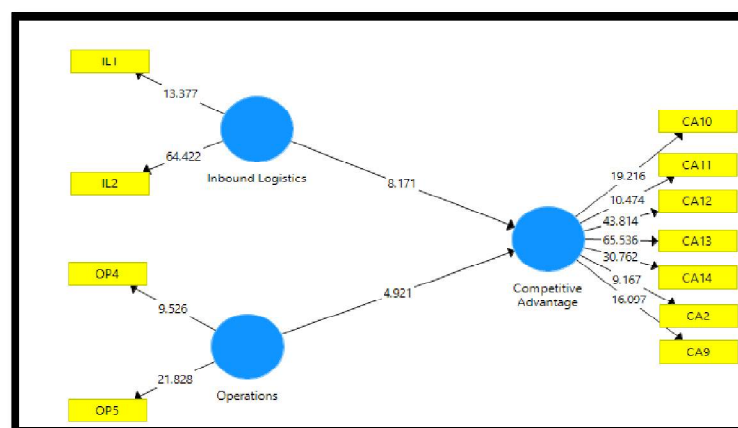 IL1
13.377
64.422
IL2
Inbound Logistics
8.171
OP4
9.526
21.828
OP5
Operations
4.921
Competitive
Advantage
CA10
19.216
CA11
10.474
CA12
43.814
CA13
65.536
CA14
30.762
9.167
CA2
16.097
CA9